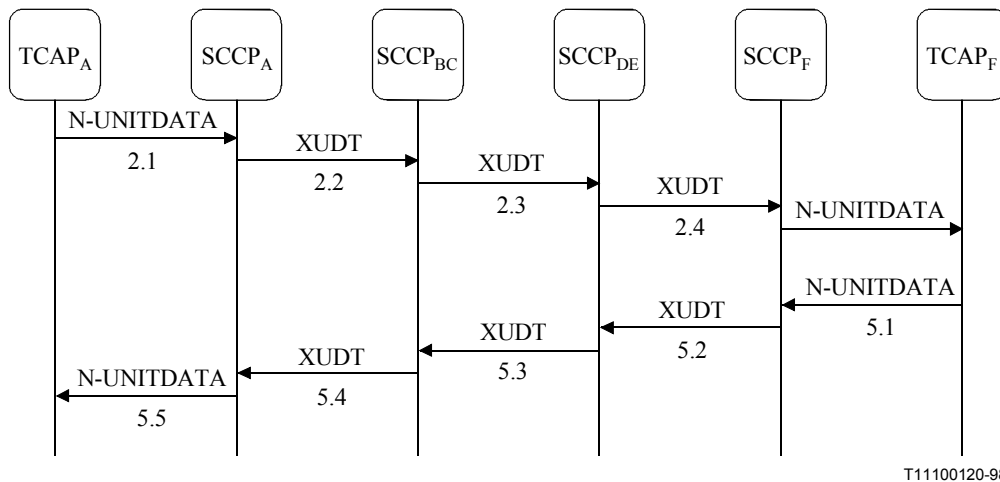 TCAPA SCCPA SCCPBC SCCPDE SCCPF TCAPF
N-UNITDATA
2.1
XUDT
2.2
XUDT
2.3
XUDT
2.4
N-UNITDATA
N-UNITDATA
5.1
XUDT
5.2
XUDT
5.3
XUDT
5.4
N-UNITDATA
5.5